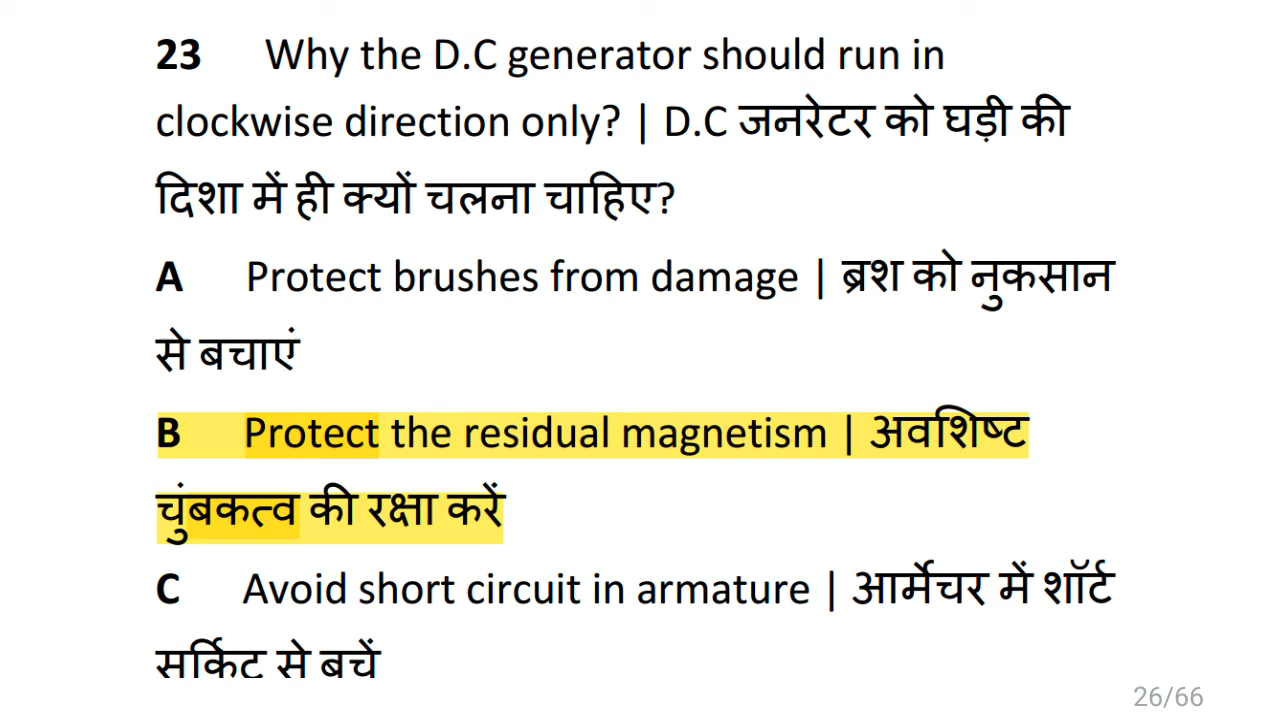 23 Why the D.C generator should run in
clockwise direction only? | D.C जनरेटर को घड़ी की
दिशा में ही क्यों चलना चाहिए?
A Protect brushes from damage | ब्रश को नुकसान
से बचाएं
B Protect the residual magnetism | अवशिष्ट
चुंबकत्व की रक्षा करें
C Avoid short circuit in armature | आर्मेचर में शॉर्ट
सर्किट से बचें
26/66